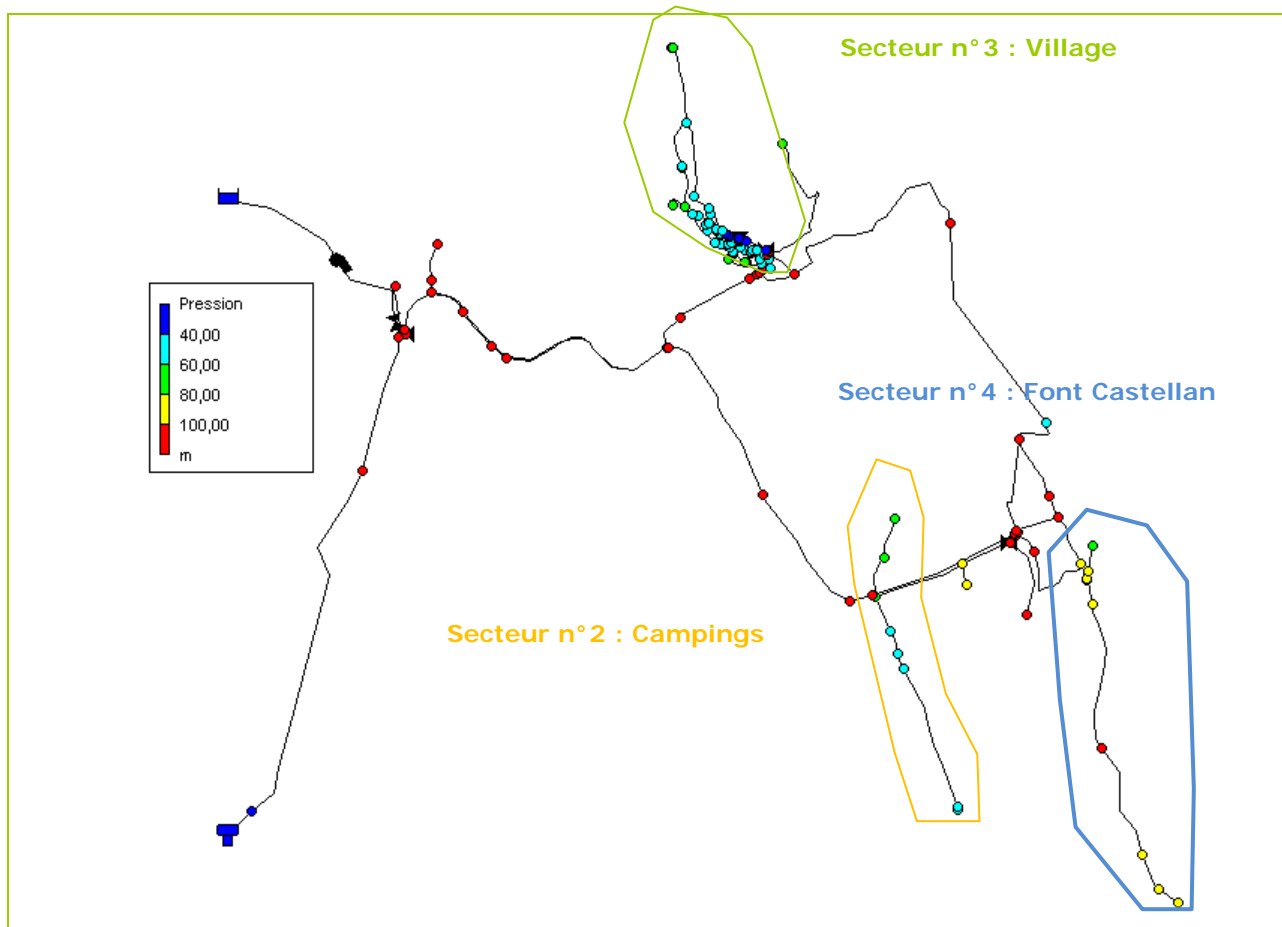 Secteur n°3 : Village
Pression
40,00
60,00
80,00
100,00
m
Secteur n°4 : Font Castellan
Secteur n°2 : Campings